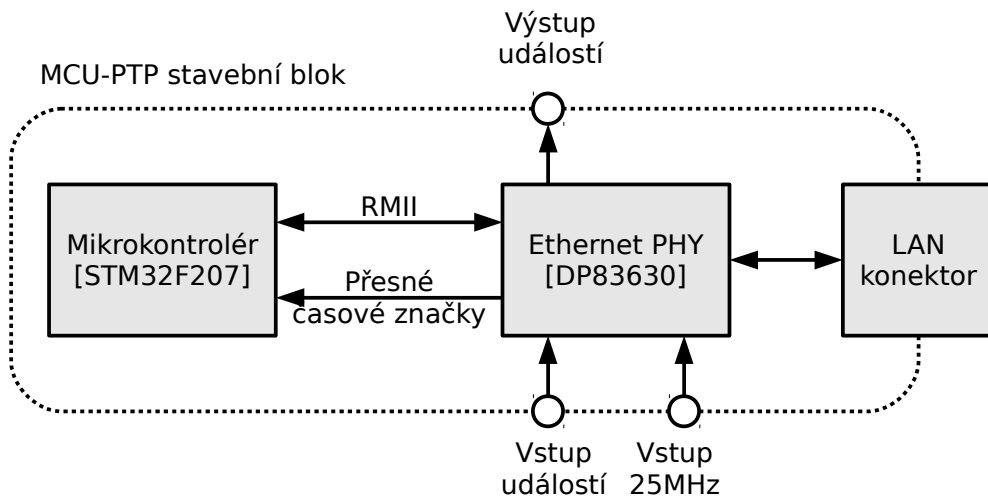 Výstup
událostí
MCU-PTP stavební blok
Mikrokontrolér
[STM32F207]
RMII
Přesné
časové značky
Ethernet PHY
[DP83630]
LAN
konektor
Vstup
událostí
Vstup
25MHz